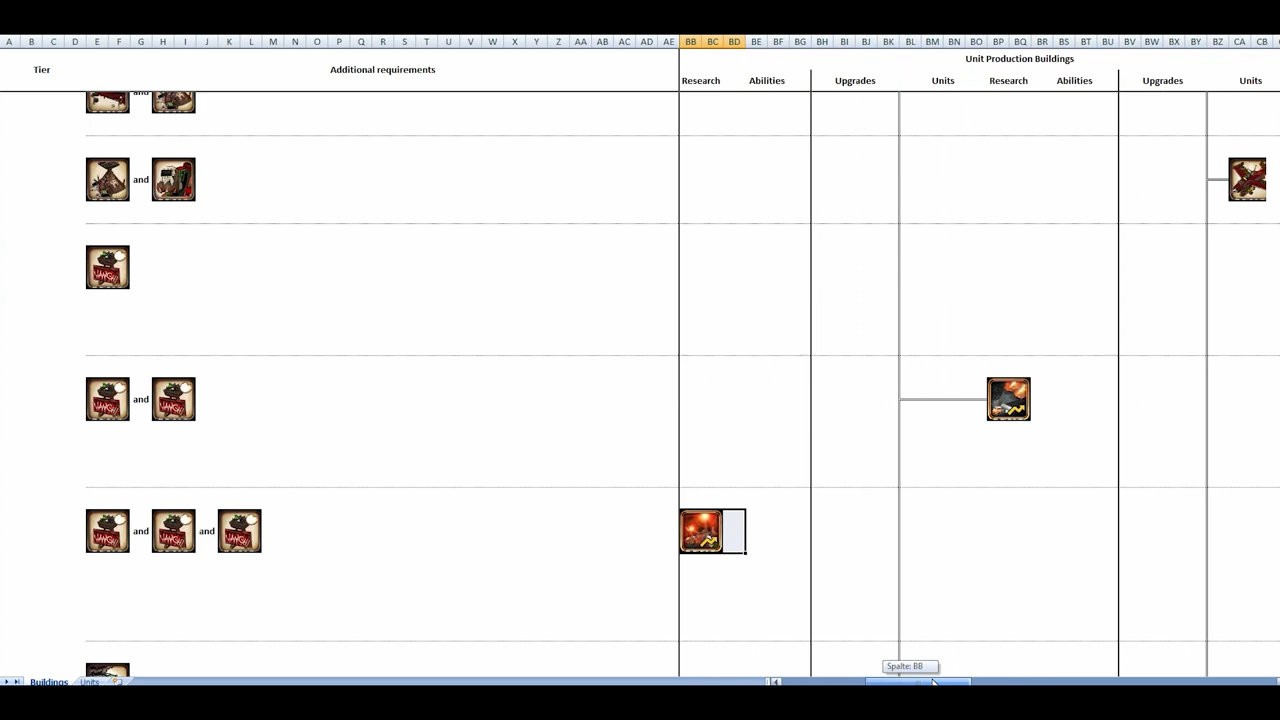 A B C D E F G H I J K L M N O P Q R S T U V W X Y Z AA AB AC AD AE BB BC BD BE BF BG BH BI BJ BK BL BM BN BO BP BQ BR BS BT BU BV BW BX BY BZ CA CB
Unit Production Buildings
Tier Additional requirements
Research Abilities Upgrades Units Research Abilities Upgrades Units
and
and
and
and and
Spalte: BB
Buildings Units